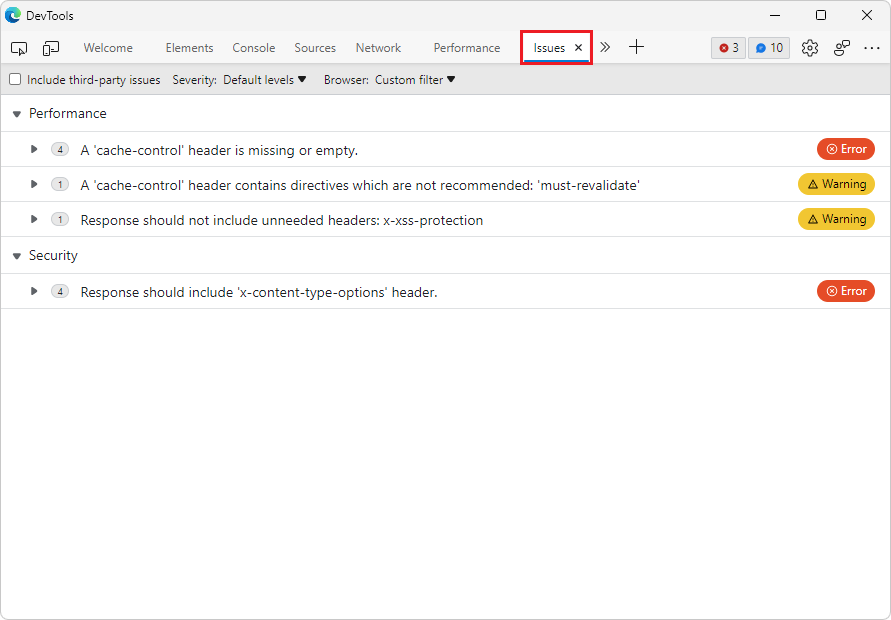 DevTools
Welcome Elements Console Sources Network Performance Issues 3 10
Include third-party issues Severity: Default levels Browser: Custom filter
Performance
4 A 'cache-control' header is missing or empty. Error
1 A 'cache-control' header contains directives which are not recommended: 'must-revalidate' Warning
1 Response should not include unneeded headers: x-xss-protection Warning
Security
4 Response should include 'x-content-type-options' header. Error